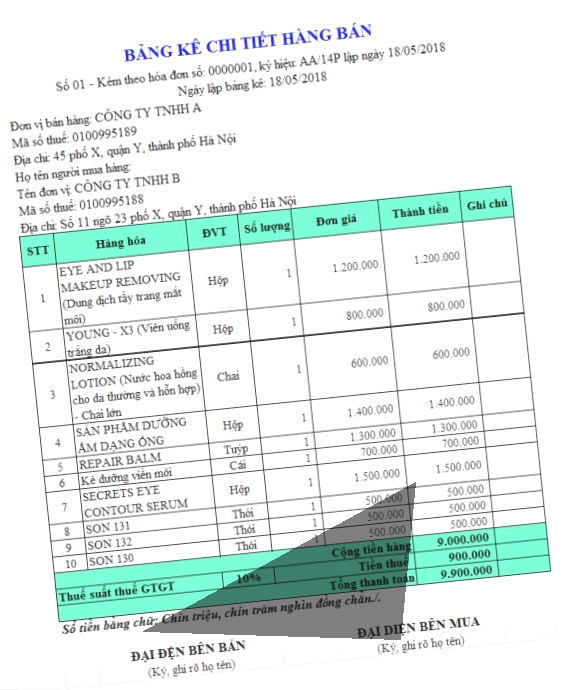 BẢNG KÊ CHI TIẾT HÀNG BÁN
Số 01 - Kèm theo hóa đơn số: 0000001, ký hiệu: AA/14P lập ngày 18/05/2018
Ngày lập bảng kê: 18/05/2018
Đơn vị bán hàng: CÔNG TY TNHH A
Mã số thuế: 0100995189
Địa chỉ: 45 phố X, quận Y, thành phố Hà Nội
Họ tên người mua hàng:
Tên đơn vị: CÔNG TY TNHH B
Mã số thuế: 0100995188
Địa chỉ: Số 11 ngõ 23 phố X, quận Y, thành phố Hà Nội
STT Hàng hóa ĐVT Số lượng Đơn giá Thành tiền Ghi chú
1 EYE AND LIP MAKEUP REMOVING (Dung dịch tẩy trang mắt môi) Hộp 1 1.200.000 1.200.000
2 YOUNG - X3 (Viên uống trắng da) Hộp 1 800.000 800.000
3 NORMALIZING LOTION (Nước hoa hồng cho da thường và hỗn hợp) - Chai lớn Chai 1 600.000 600.000
4 SẢN PHẨM DƯỠNG ẨM DẠNG ỐNG Hộp 1 1.400.000 1.400.000
5 REPAIR BALM Tuýp 1 1.300.000 1.300.000
6 Kẻ dưỡng viền môi Cái 1 700.000 700.000
7 SECRETS EYE CONTOUR SERUM Hộp 1 1.500.000 1.500.000
8 SON 131 Thỏi 1 500.000 500.000
9 SON 132 Thỏi 1 500.000 500.000
10 SON 130 Thỏi 1 500.000 500.000
Cộng tiền hàng 9.000.000
Thuế suất thuế GTGT 10% Tiền thuế 900.000
Tổng thanh toán 9.900.000
Số tiền bằng chữ: Chín triệu, chín trăm nghìn đồng chẵn./.
ĐẠI ĐỆN BÊN BÁN ĐẠI DIỆN BÊN MUA
(Ký, ghi rõ họ tên) (Ký, ghi rõ họ tên)